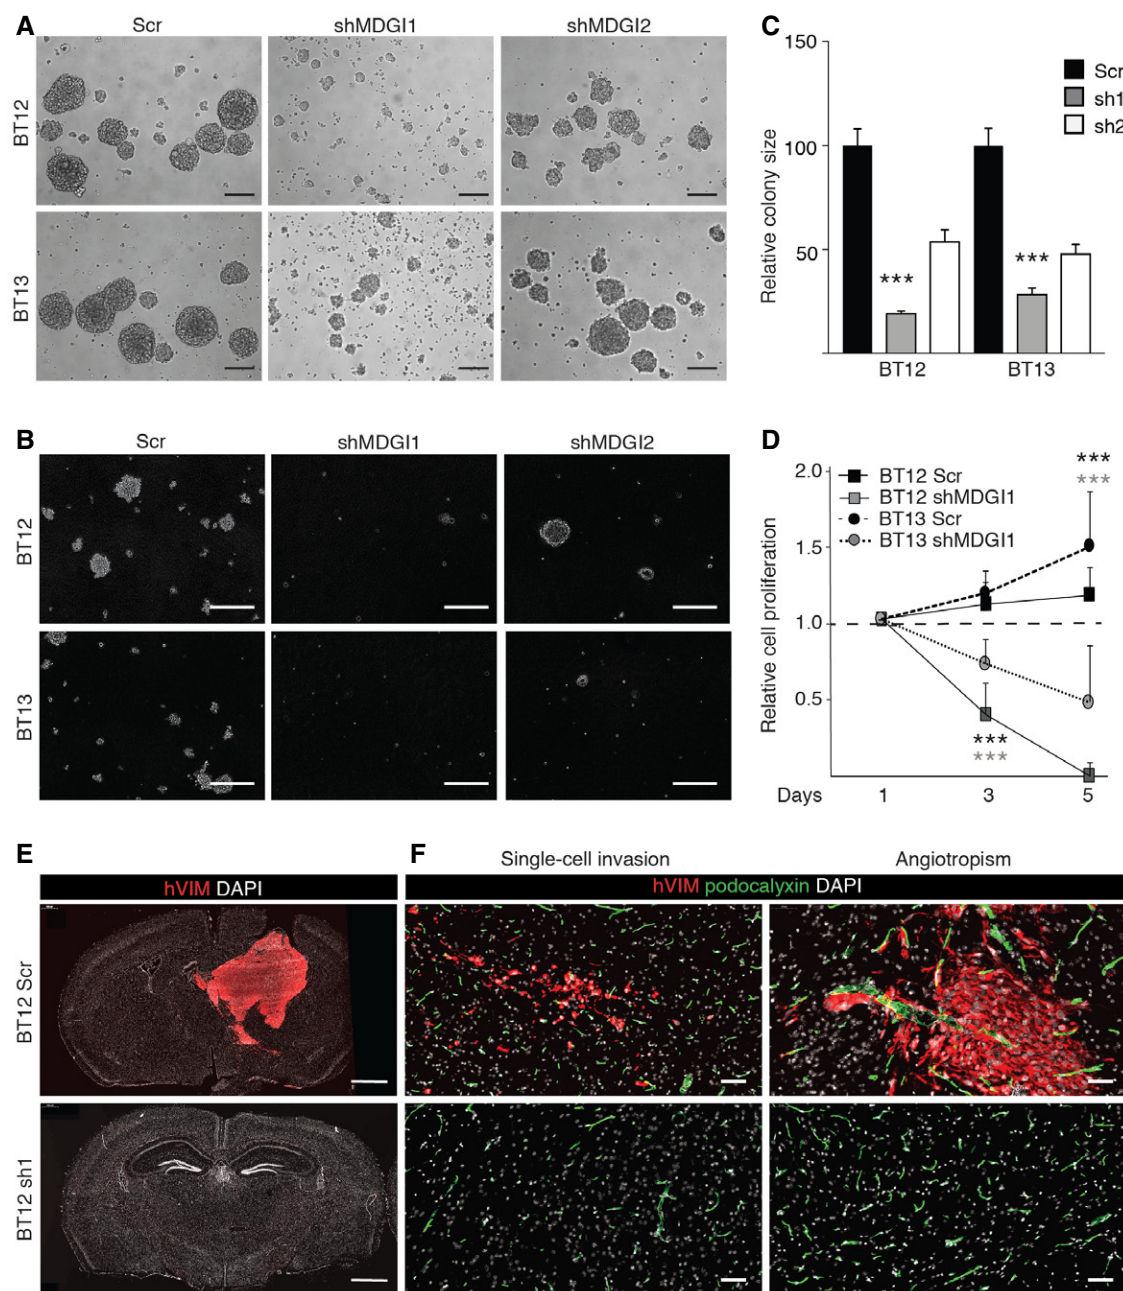 A
Scr
shMDGI1
shMDGI2
BT12
BT13
C
150
100
50
Relative colony size
Scr
sh1
sh2
***
***
BT12
BT13
B
Scr
shMDGI1
shMDGI2
BT12
BT13
D
2.0
1.5
1.0
0.5
Relative cell proliferation
BT12 Scr
BT12 shMDGI1
BT13 Scr
BT13 shMDGI1
***
***
***
***
Days
1
3
5
E
hVIM DAPI
BT12 Scr
BT12 sh1
F
Single-cell invasion
Angiotropism
hVIM podocalyxin DAPI